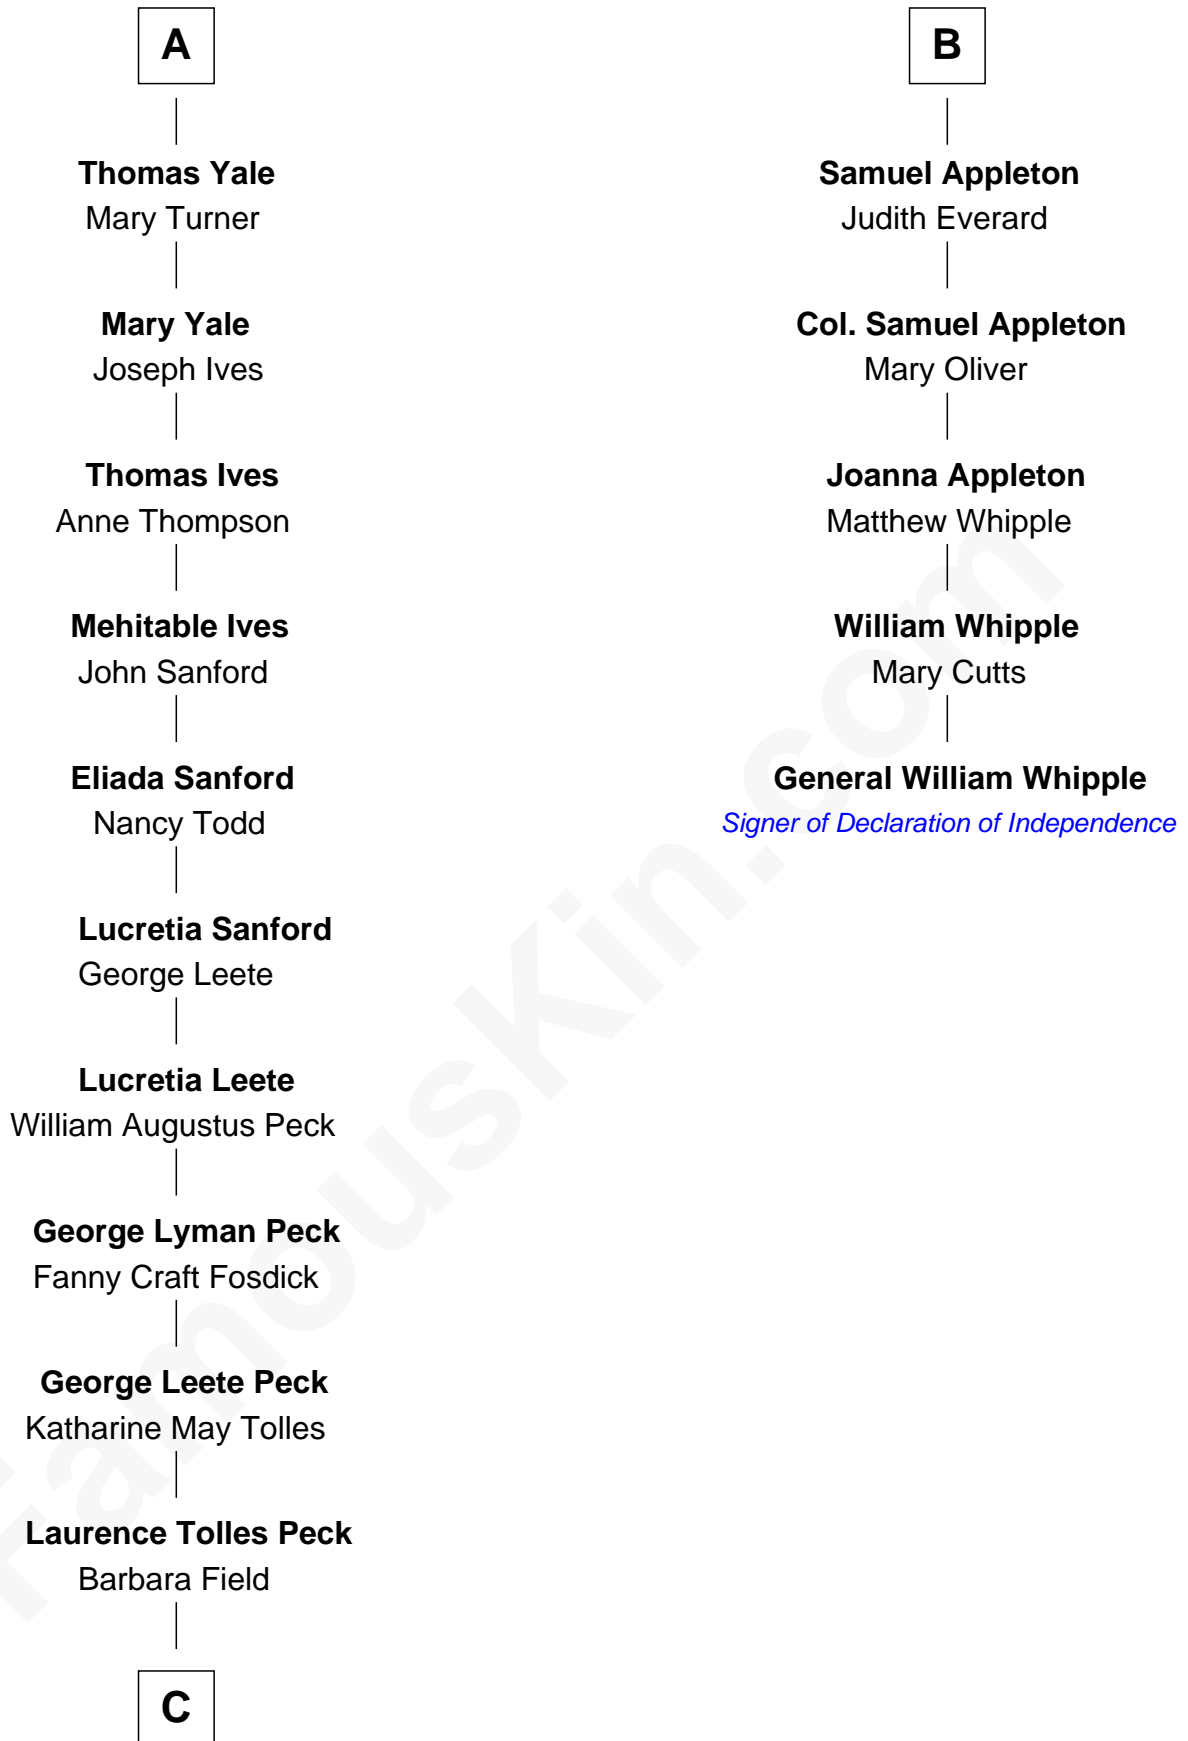 A
Thomas Yale
Mary Turner
Mary Yale
Joseph Ives
Thomas Ives
Anne Thompson
Mehitable Ives
John Sanford
Eliada Sanford
Nancy Todd
Lucretia Sanford
George Leete
Lucretia Leete
William Augustus Peck
George Lyman Peck
Fanny Craft Fosdick
George Leete Peck
Katharine May Tolles
Laurence Tolles Peck
Barbara Field
C
B
Samuel Appleton
Judith Everard
Col. Samuel Appleton
Mary Oliver
Joanna Appleton
Matthew Whipple
William Whipple
Mary Cutts
General William Whipple
Signer of Declaration of Independence
FamousKin.com